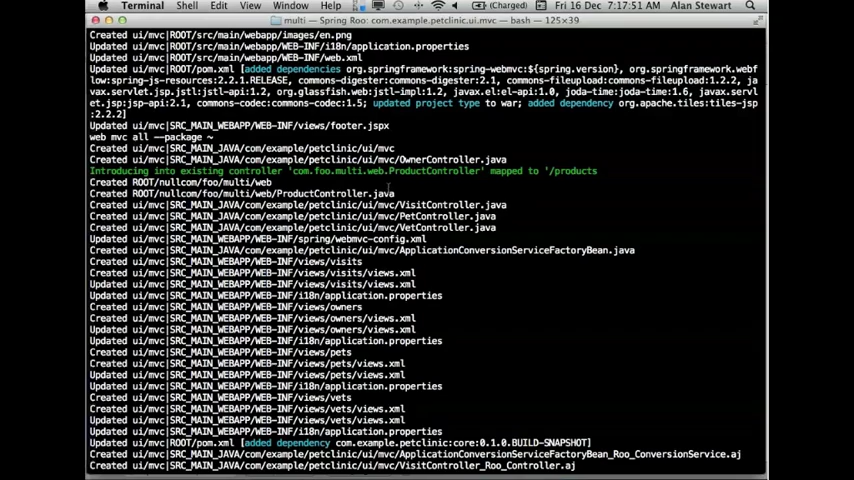 Terminal Shell Edit View Window Help (Charged) Fri 16 Dec 7:17:51 AM Alan Stewart
multi — Spring Roo: com.example.petclinic.ui.mvc — bash — 125×39
Created ui/mvc|ROOT/src/main/webapp/images/en.png
Updated ui/mvc|SRC_MAIN_WEBAPP/WEB-INF/i18n/application.properties
Updated ui/mvc|ROOT/src/main/webapp/WEB-INF/web.xml
Updated ui/mvc|ROOT/pom.xml [added dependencies org.springframework:spring-webmvc:${spring.version}, org.springframework.webf
low:spring-js-resources:2.2.1.RELEASE, commons-digester:commons-digester:2.1, commons-fileupload:commons-fileupload:1.2.2, ja
vax.servlet.jsp.jstl:jstl-api:1.2, org.glassfish.web:jstl-impl:1.2, javax.el:el-api:1.0, joda-time:joda-time:1.6, javax.servl
et.jsp:jsp-api:2.1, commons-codec:commons-codec:1.5; updated project type to war; added dependency org.apache.tiles:tiles-jsp
:2.2.2]
Updated ui/mvc|SRC_MAIN_WEBAPP/WEB-INF/views/footer.jspx
web mvc all --package ~
Created ui/mvc|SRC_MAIN_JAVA/com/example/petclinic/ui/mvc
Created ui/mvc|SRC_MAIN_JAVA/com/example/petclinic/ui/mvc/OwnerController.java
Introducing into existing controller 'com.foo.multi.web.ProductController' mapped to '/products
Created ROOT/nullcom/foo/multi/web
Created ROOT/nullcom/foo/multi/web/ProductController.java
Created ui/mvc|SRC_MAIN_JAVA/com/example/petclinic/ui/mvc/VisitController.java
Created ui/mvc|SRC_MAIN_JAVA/com/example/petclinic/ui/mvc/PetController.java
Created ui/mvc|SRC_MAIN_JAVA/com/example/petclinic/ui/mvc/VetController.java
Created ui/mvc|SRC_MAIN_WEBAPP/WEB-INF/spring/webmvc-config.xml
Created ui/mvc|SRC_MAIN_JAVA/com/example/petclinic/ui/mvc/ApplicationConversionServiceFactoryBean.java
Created ui/mvc|SRC_MAIN_WEBAPP/WEB-INF/views/visits
Created ui/mvc|SRC_MAIN_WEBAPP/WEB-INF/views/visits/views.xml
Updated ui/mvc|SRC_MAIN_WEBAPP/WEB-INF/views/visits/views.xml
Updated ui/mvc|SRC_MAIN_WEBAPP/WEB-INF/i18n/application.properties
Created ui/mvc|SRC_MAIN_WEBAPP/WEB-INF/views/owners
Created ui/mvc|SRC_MAIN_WEBAPP/WEB-INF/views/owners/views.xml
Updated ui/mvc|SRC_MAIN_WEBAPP/WEB-INF/views/owners/views.xml
Updated ui/mvc|SRC_MAIN_WEBAPP/WEB-INF/i18n/application.properties
Created ui/mvc|SRC_MAIN_WEBAPP/WEB-INF/views/pets
Created ui/mvc|SRC_MAIN_WEBAPP/WEB-INF/views/pets/views.xml
Updated ui/mvc|SRC_MAIN_WEBAPP/WEB-INF/views/pets/views.xml
Updated ui/mvc|SRC_MAIN_WEBAPP/WEB-INF/i18n/application.properties
Created ui/mvc|SRC_MAIN_WEBAPP/WEB-INF/views/vets
Created ui/mvc|SRC_MAIN_WEBAPP/WEB-INF/views/vets/views.xml
Updated ui/mvc|SRC_MAIN_WEBAPP/WEB-INF/views/vets/views.xml
Updated ui/mvc|SRC_MAIN_WEBAPP/WEB-INF/i18n/application.properties
Updated ui/mvc|ROOT/pom.xml [added dependency com.example.petclinic:core:0.1.0.BUILD-SNAPSHOT]
Created ui/mvc|SRC_MAIN_JAVA/com/example/petclinic/ui/mvc/ApplicationConversionServiceFactoryBean_Roo_ConversionService.aj
Created ui/mvc|SRC_MAIN_JAVA/com/example/petclinic/ui/mvc/VisitController_Roo_Controller.aj